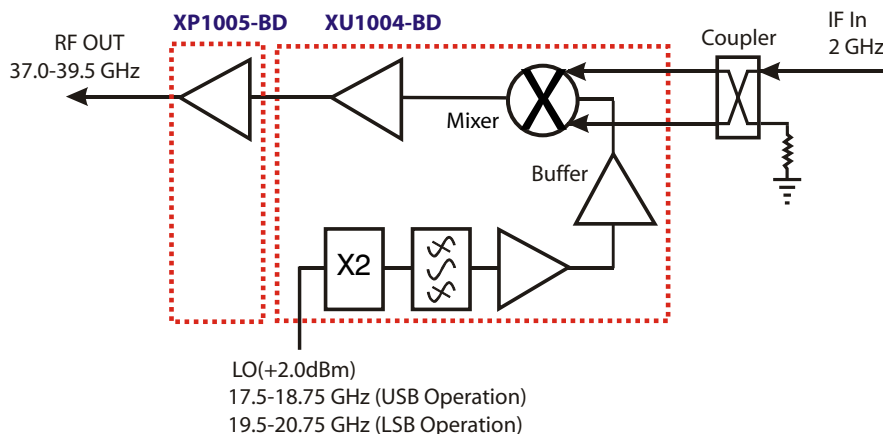 XP1005-BD
XU1004-BD
RF OUT
37.0-39.5 GHz
Coupler
IF In
2 GHz
Mixer
Buffer
X2
LO(+2.0dBm)
17.5-18.75 GHz (USB Operation)
19.5-20.75 GHz (LSB Operation)